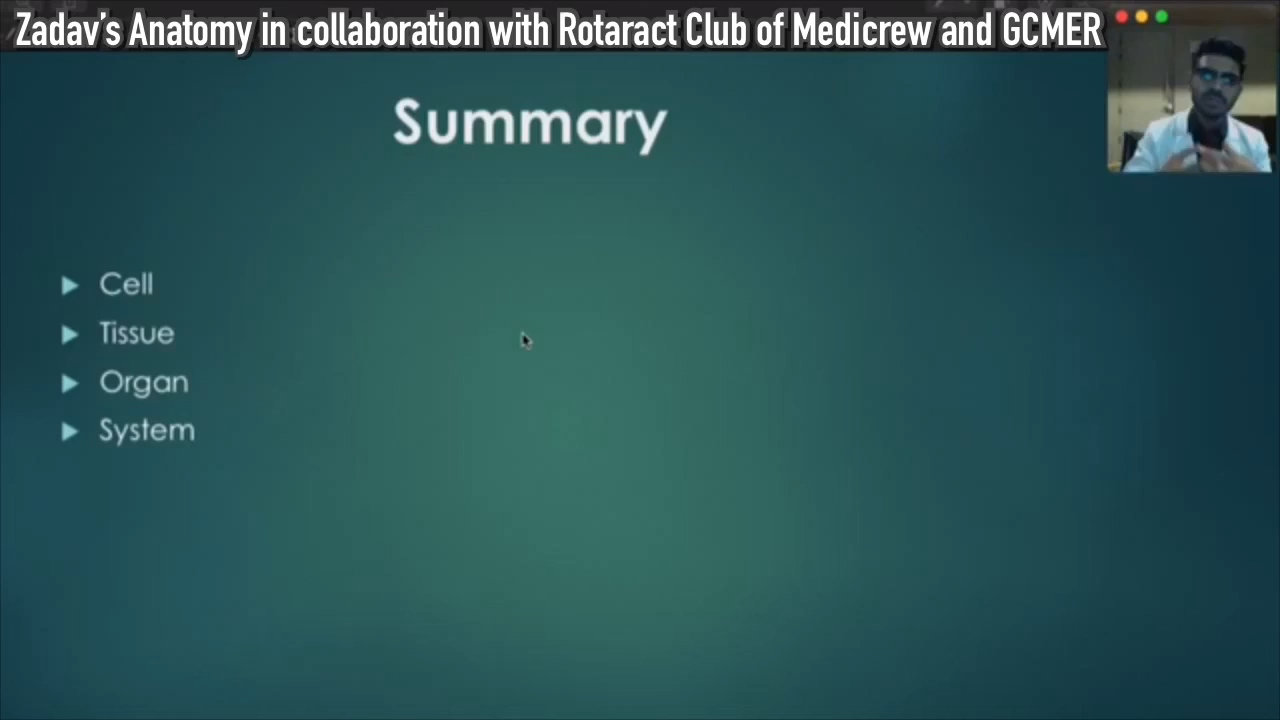 Zadav's Anatomy in collaboration with Rotaract Club of Medicrew and GCMER
Summary
Cell
Tissue
Organ
System